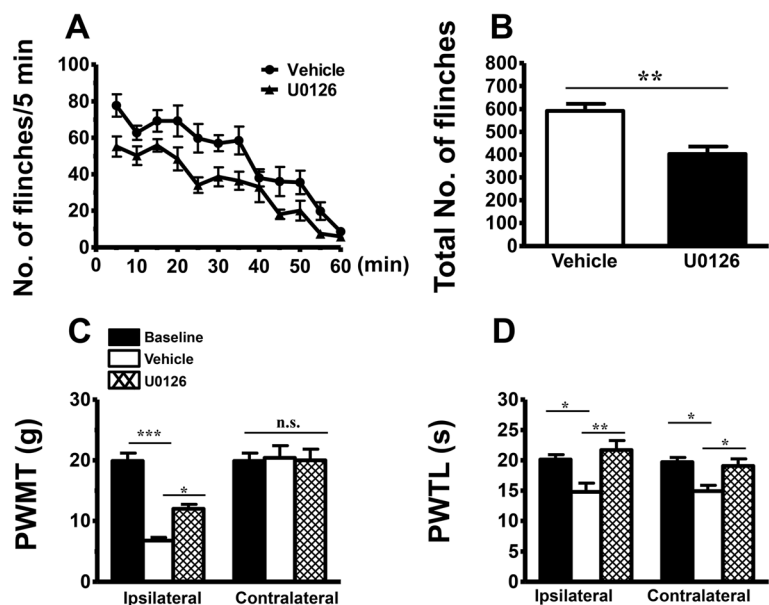 A
No. of flinches/5 min
100
80
60
40
20
0
0 10 20 30 40 50 60 (min)
Vehicle
U0126
B
Total No. of flinches
800
700
600
500
400
300
200
100
0
**
Vehicle U0126
C
Baseline
Vehicle
U0126
PWMT (g)
30
20
10
0
***
*
n.s.
Ipsilateral Contralateral
D
PWTL (s)
30
25
20
15
10
5
0
*
**
*
*
Ipsilateral Contralateral